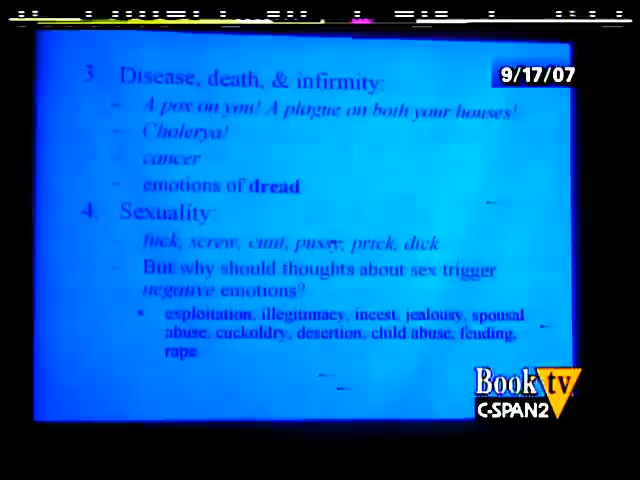 3. Disease, death, & infirmity:
9/17/07
– A pox on you! A plague on both your houses!
– Cholerya!
– cancer
– emotions of dread
4. Sexuality:
– fuck, screw, cunt, pussy, prick, dick
– But why should thoughts about sex trigger
negative emotions?
• exploitation, illegitimacy, incest, jealousy, spousal
abuse, cuckoldry, desertion, child abuse, feuding,
rape
Book tv
C-SPAN2